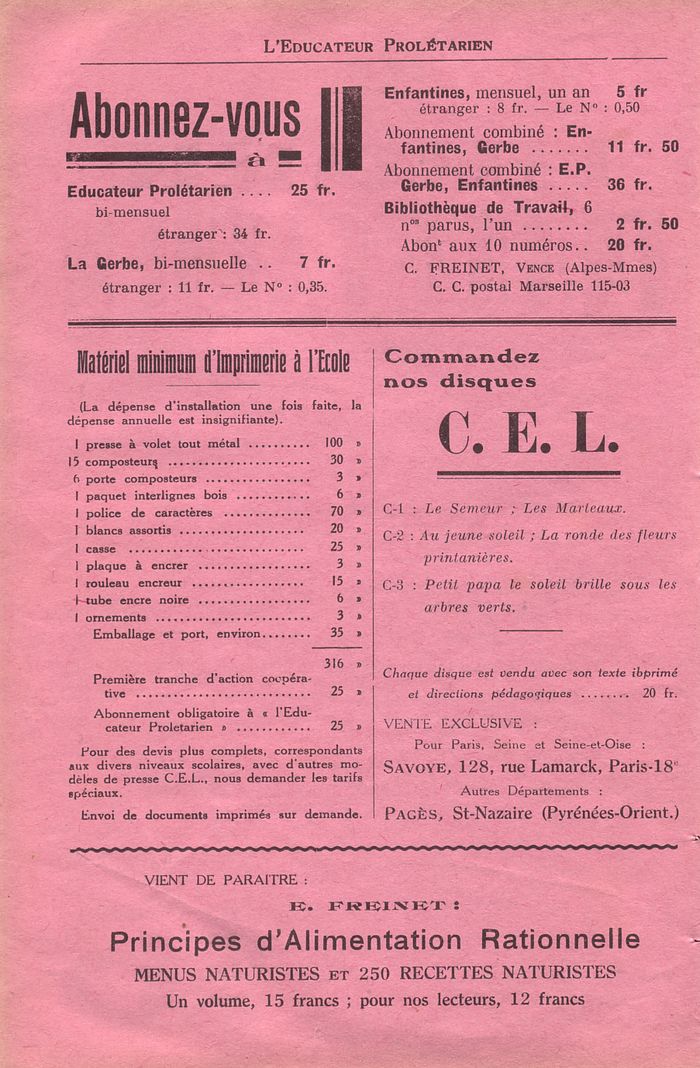 L'Educateur Prolétarien
Abonnez-vous
à
Educateur Prolétarien .... 25 fr.
bi-mensuel
étranger : 34 fr.
La Gerbe, bi-mensuelle .. 7 fr.
étranger : 11 fr. — Le N° : 0,35.
Enfantines, mensuel, un an 5 fr
étranger : 8 fr. — Le N° : 0,50
Abonnement combiné : En-
fantines, Gerbe ....... 11 fr. 50
Abonnement combiné : E.P.
Gerbe, Enfantines ..... 36 fr.
Bibliothèque de Travail, 6
nos parus, l'un ........ 2 fr. 50
Abont aux 10 numéros.. 20 fr.
C. FREINET, VENCE (Alpes-Mmes)
C. C. postal Marseille 115-03
Matériel minimum d'Imprimerie à l'Ecole
(La dépense d'installation une fois faite, la
dépense annuelle est insignifiante).
1 presse à volet tout métal .......... 100 »
15 composteurs ....................... 30 »
6 porte composteurs ................. 3 »
1 paquet interlignes bois ............. 6 »
1 police de caractères ................ 70 »
1 blancs assortis ..................... 20 »
1 casse ............................. 25 »
1 plaque à encrer .................... 3 »
1 rouleau encreur ................... 15 »
1 tube encre noire ................... 6 »
1 ornements ......................... 3 »
Emballage et port, environ........ 35 »
316 »
Première tranche d'action coopéra-
tive ............................ 25 »
Abonnement obligatoire à « l'Edu-
cateur Proletarien » ............ 25 »
Pour des devis plus complets, correspondants
aux divers niveaux scolaires, avec d'autres mo-
dèles de presse C.E.L., nous demander les tarifs
spéciaux.
Envoi de documents imprimés sur demande.
Commandez
nos disques
C. E. L.
C-1 : Le Semeur ; Les Marteaux.
C-2 : Au jeune soleil ; La ronde des fleurs
printanières.
C-3 : Petit papa le soleil brille sous les
arbres verts.
Chaque disque est vendu avec son texte ibprimé
et directions pédagogiques ........ 20 fr.
VENTE EXCLUSIVE :
Pour Paris, Seine et Seine-et-Oise :
SAVOYE, 128, rue Lamarck, Paris-18e
Autres Départements :
PAGÈS, St-Nazaire (Pyrénées-Orient.)
VIENT DE PARAITRE :
E. FREINET :
Principes d'Alimentation Rationnelle
MENUS NATURISTES ET 250 RECETTES NATURISTES
Un volume, 15 francs ; pour nos lecteurs, 12 francs